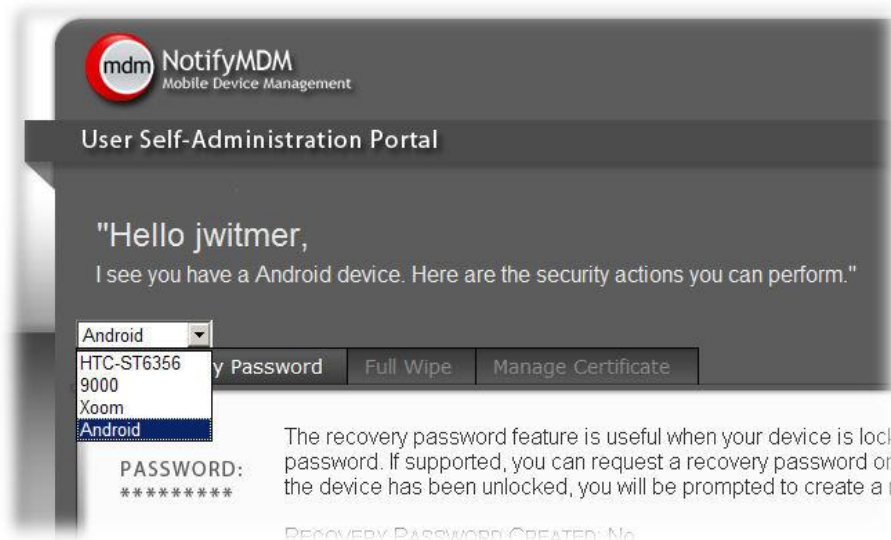 mdm NotifyMDM
Mobile Device Management
User Self-Administration Portal
"Hello jwitmer,
I see you have a Android device. Here are the security actions you can perform."
Android
HTC-ST6356
9000
Xoom
Android
y Password Full Wipe Manage Certificate
The recovery password feature is useful when your device is
password. If supported, you can request a recovery password
the device has been unlocked, you will be prompted to create a
PASSWORD:
*********
RECOVERY PASSWORD CREATED: No